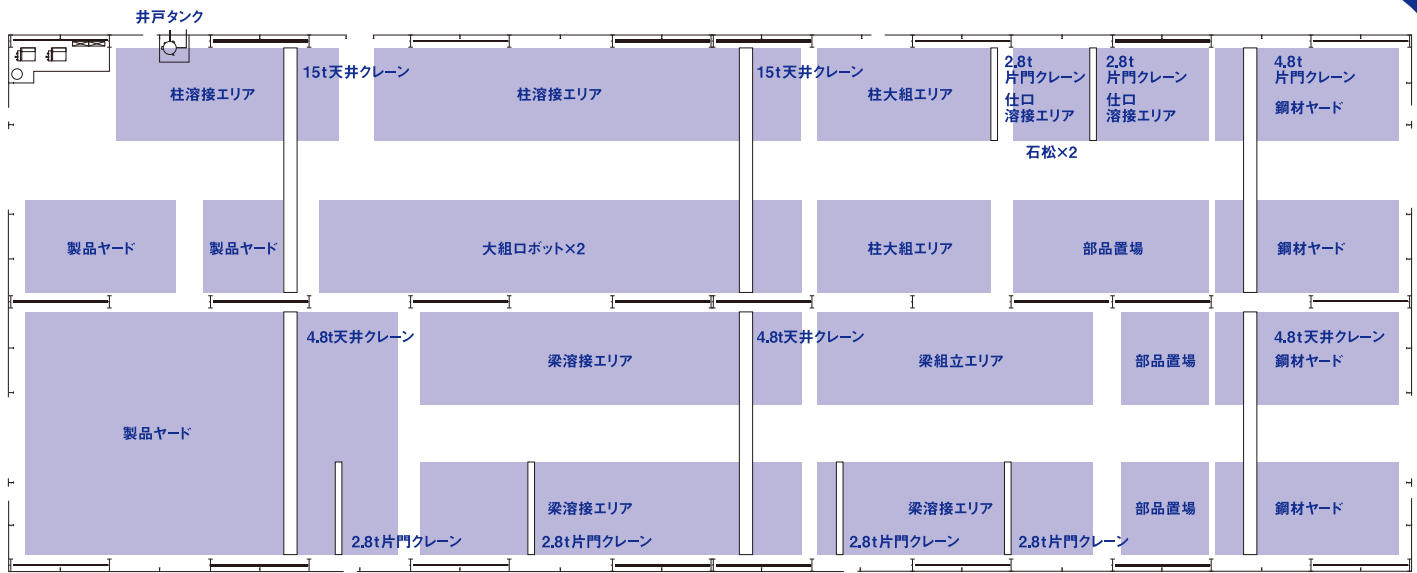 井戸タンク
柱溶接エリア
15t天井クレーン
柱溶接エリア
15t天井クレーン
柱大組エリア
2.8t
片門クレーン
仕口
溶接エリア
2.8t
片門クレーン
仕口
溶接エリア
4.8t
片門クレーン
鋼材ヤード
石松×2
製品ヤード
製品ヤード
大組ロボット×2
柱大組エリア
部品置場
鋼材ヤード
4.8t天井クレーン
4.8t天井クレーン
4.8t天井クレーン
梁溶接エリア
梁組立エリア
部品置場
鋼材ヤード
製品ヤード
梁溶接エリア
梁溶接エリア
部品置場
鋼材ヤード
2.8t片門クレーン
2.8t片門クレーン
2.8t片門クレーン
2.8t片門クレーン